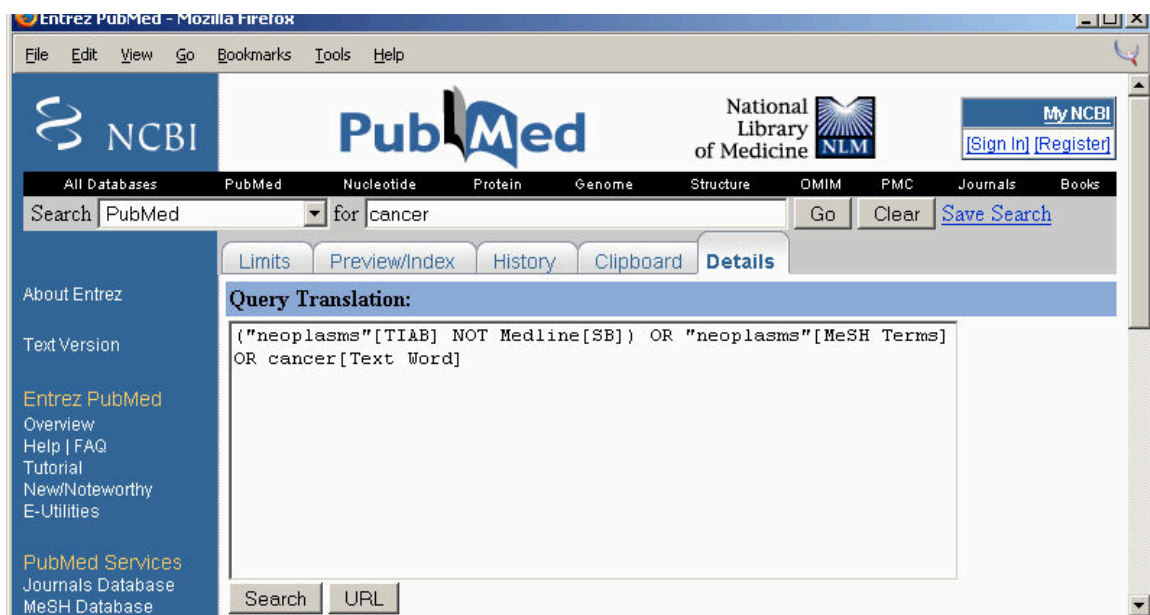 Entrez PubMed - Mozilla Firefox
File Edit View Go Bookmarks Tools Help
NCBI
PubMed
National
Library
of Medicine NLM
My NCBI
[Sign In] [Register]
All Databases PubMed Nucleotide Protein Genome Structure OMIM PMC Journals Books
Search PubMed for cancer Go Clear Save Search
Limits Preview/Index History Clipboard Details
About Entrez
Text Version
Entrez PubMed
Overview
Help | FAQ
Tutorial
New/Noteworthy
E-Utilities
PubMed Services
Journals Database
MeSH Database
Query Translation:
("neoplasms"[TIAB] NOT Medline[SB]) OR "neoplasms"[MeSH Terms]
OR cancer[Text Word]
Search URL